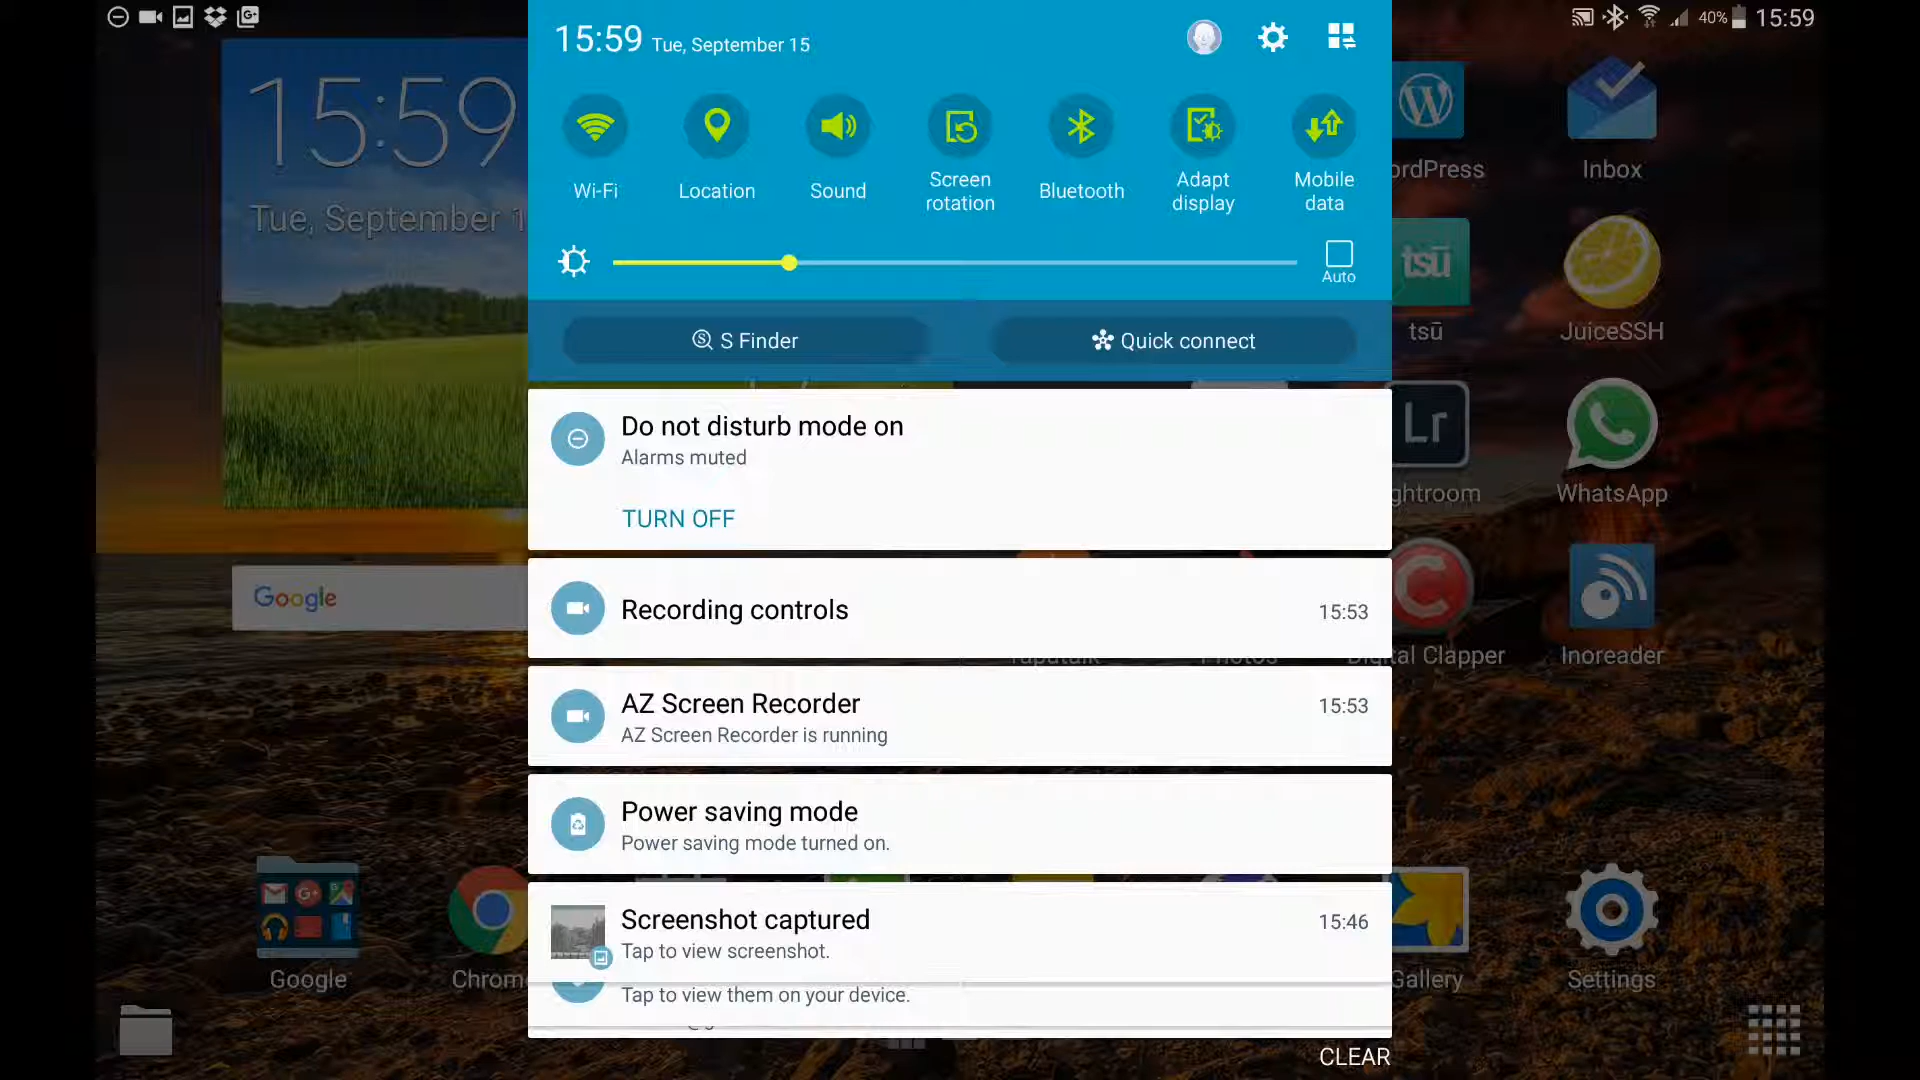 40%
15:59
15:59
Tue, September 15
15:59
Tue, September 1
Wi-Fi
Location
Sound
Screen
rotation
Bluetooth
Adapt
display
Mobile
data
Auto
S Finder
Quick connect
Do not disturb mode on
Alarms muted
TURN OFF
Recording controls
15:53
AZ Screen Recorder
15:53
AZ Screen Recorder is running
Power saving mode
Power saving mode turned on.
Screenshot captured
15:46
Tap to view screenshot.
Tap to view them on your device.
CLEAR
Google
ordPress
Inbox
tsū
tsū
JuiceSSH
Lr
ghtroom
WhatsApp
Tapatalk
Photos
Digital Clapper
Inoreader
Google
Chrom
Gallery
Settings